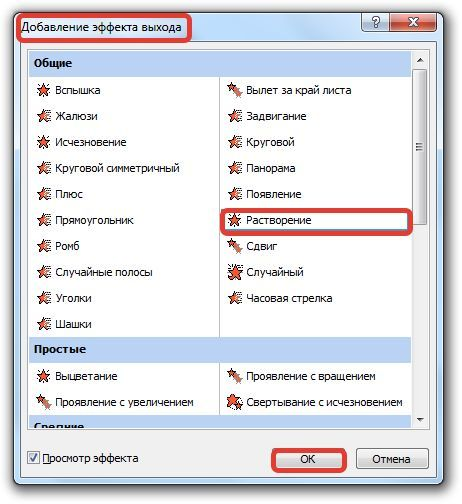 Добавление эффекта выхода
Общие
Вспышка Вылет за край листа
Жалюзи Задвигание
Исчезновение Круговой
Круговой симметричный Панорама
Плюс Появление
Прямоугольник Растворение
Ромб Сдвиг
Случайные полосы Случайный
Уголки Часовая стрелка
Шашки
Простые
Выцветание Проявление с вращением
Проявление с увеличением Свертывание с исчезновением
Средние
Просмотр эффекта ОК Отмена